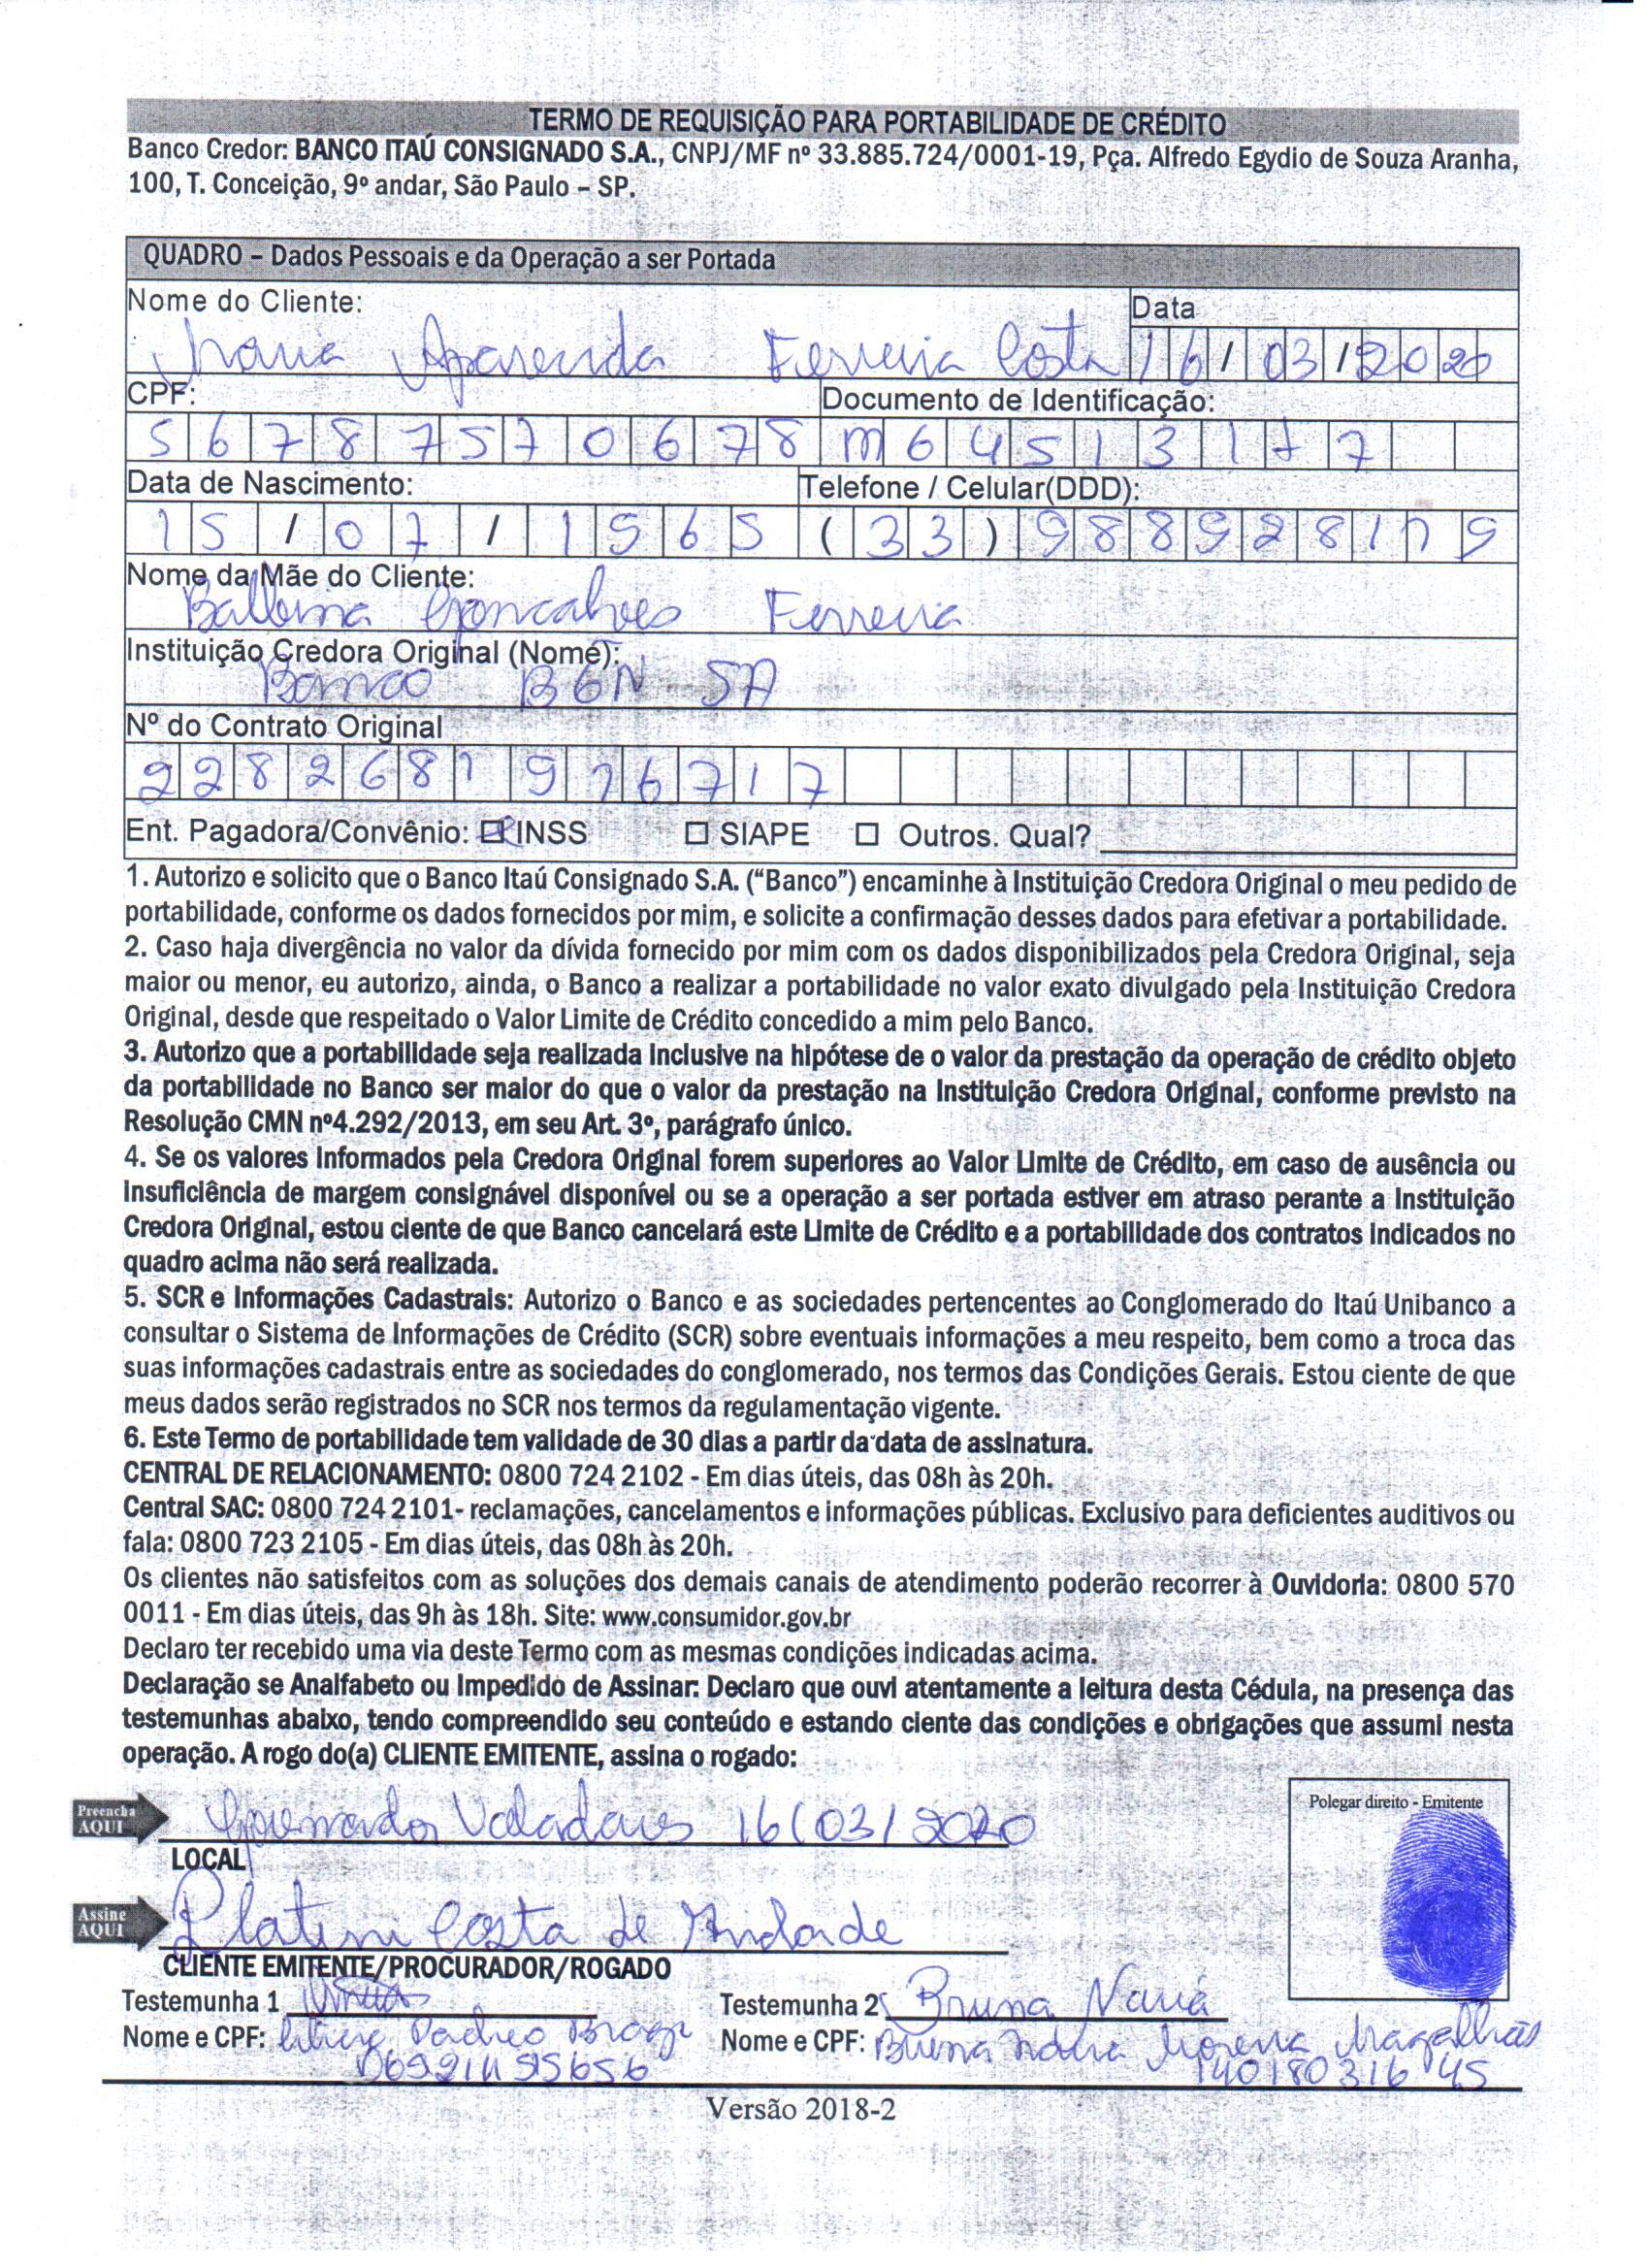 TERMO DE REQUISIÇÃO PARA PORTABILIDADE DE CRÉDITO
Banco Credor: BANCO ITAÚ CONSIGNADO S.A., CNPJ/MF nº 33.885.724/0001-19, Pça. Alfredo Egydio de Souza Aranha,
100, T. Conceição, 9º andar, São Paulo – SP.
QUADRO – Dados Pessoais e da Operação a ser Portada
Nome do Cliente: Data
Maria Aparecida Ferreira Costa 16/03/2020
CPF: Documento de Identificação:
56787570678 M64513177
Data de Nascimento: Telefone / Celular(DDD):
15/07/1965 (33)988928179
Nome da Mãe do Cliente:
Balbina Goncalves Ferreira
Instituição Credora Original (Nome):
Banco BGN SA
Nº do Contrato Original
2282681976717
Ent. Pagadora/Convênio: ☒ INSS ☐ SIAPE ☐ Outros. Qual?
1. Autorizo e solicito que o Banco Itaú Consignado S.A. (“Banco”) encaminhe à Instituição Credora Original o meu pedido de
portabilidade, conforme os dados fornecidos por mim, e solicite a confirmação desses dados para efetivar a portabilidade.
2. Caso haja divergência no valor da dívida fornecido por mim com os dados disponibilizados pela Credora Original, seja
maior ou menor, eu autorizo, ainda, o Banco a realizar a portabilidade no valor exato divulgado pela Instituição Credora
Original, desde que respeitado o Valor Limite de Crédito concedido a mim pelo Banco.
3. Autorizo que a portabilidade seja realizada inclusive na hipótese de o valor da prestação da operação de crédito objeto
da portabilidade no Banco ser maior do que o valor da prestação na Instituição Credora Original, conforme previsto na
Resolução CMN nº4.292/2013, em seu Art. 3º, parágrafo único.
4. Se os valores informados pela Credora Original forem superiores ao Valor Limite de Crédito, em caso de ausência ou
insuficiência de margem consignável disponível ou se a operação a ser portada estiver em atraso perante a Instituição
Credora Original, estou ciente de que Banco cancelará este Limite de Crédito e a portabilidade dos contratos indicados no
quadro acima não será realizada.
5. SCR e Informações Cadastrais: Autorizo o Banco e as sociedades pertencentes ao Conglomerado do Itaú Unibanco a
consultar o Sistema de Informações de Crédito (SCR) sobre eventuais informações a meu respeito, bem como a troca das
suas informações cadastrais entre as sociedades do conglomerado, nos termos das Condições Gerais. Estou ciente de que
meus dados serão registrados no SCR nos termos da regulamentação vigente.
6. Este Termo de portabilidade tem validade de 30 dias a partir da data de assinatura.
CENTRAL DE RELACIONAMENTO: 0800 724 2102 - Em dias úteis, das 08h às 20h.
Central SAC: 0800 724 2101- reclamações, cancelamentos e informações públicas. Exclusivo para deficientes auditivos ou
fala: 0800 723 2105 - Em dias úteis, das 08h às 20h.
Os clientes não satisfeitos com as soluções dos demais canais de atendimento poderão recorrer à Ouvidoria: 0800 570
0011 - Em dias úteis, das 9h às 18h. Site: www.consumidor.gov.br
Declaro ter recebido uma via deste Termo com as mesmas condições indicadas acima.
Declaração se Analfabeto ou Impedido de Assinar: Declaro que ouvi atentamente a leitura desta Cédula, na presença das
testemunhas abaixo, tendo compreendido seu conteúdo e estando ciente das condições e obrigações que assumi nesta
operação. A rogo do(a) CLIENTE EMITENTE, assina o rogado:
Polegar direito - Emitente
Preencha
AQUI
Governador Valadares 16/03/2020
LOCAL
Assine
AQUI
Platini Costa de Andrade
CLIENTE EMITENTE/PROCURADOR/ROGADO
Testemunha 1 Testemunha 2 Bruna Nariá
Nome e CPF: Pacheo Nome e CPF: Bruna Moreira Magalhães
14018031645
Versão 2018-2